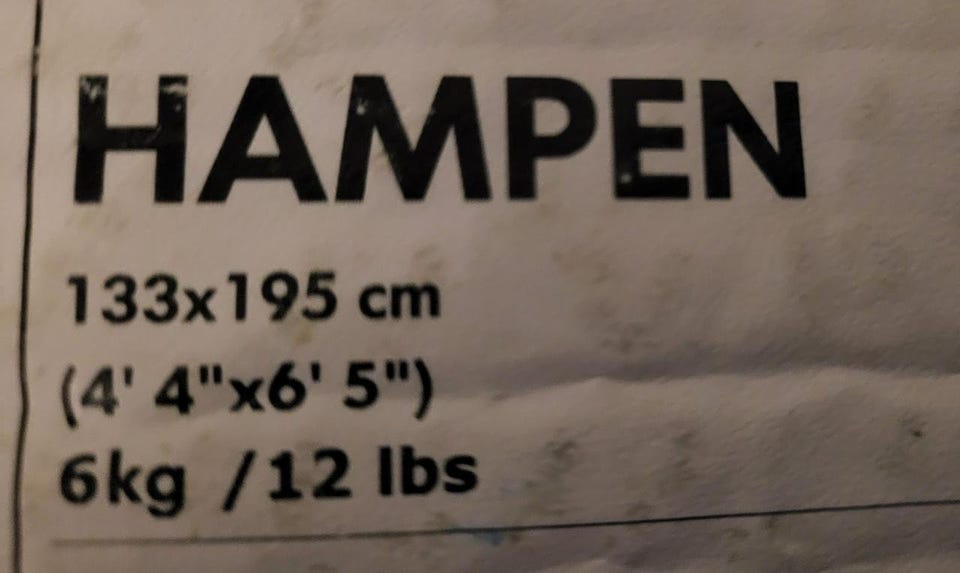 HAMPEN
133x195 cm
(4' 4"x6' 5")
6kg /12 lbs